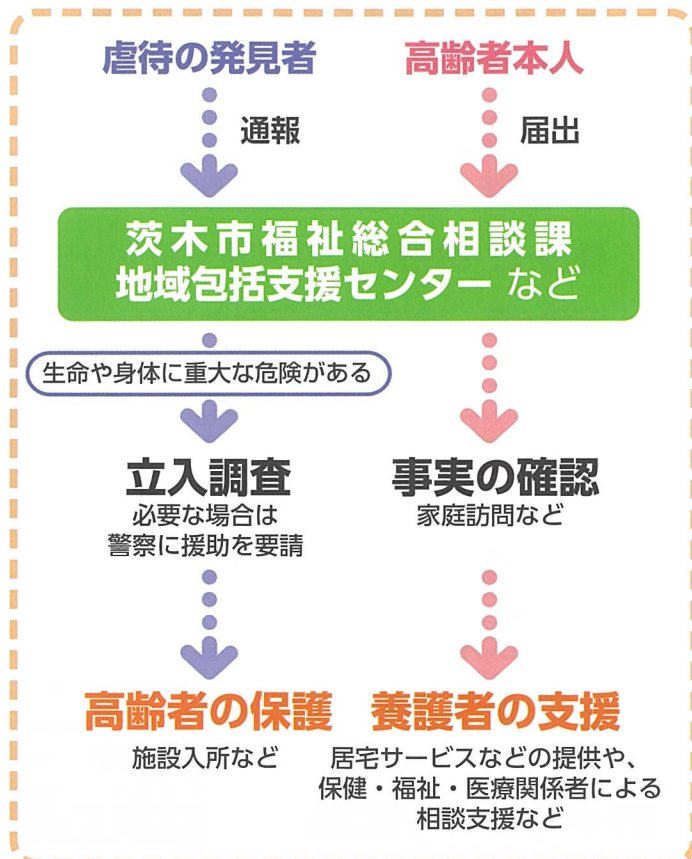 虐待の発見者
高齢者本人
通報
届出
茨木市福祉総合相談課
地域包括支援センター など
生命や身体に重大な危険がある
立入調査
必要な場合は
警察に援助を要請
事実の確認
家庭訪問など
高齢者の保護
施設入所など
養護者の支援
居宅サービスなどの提供や、
保健・福祉・医療関係者による
相談支援など